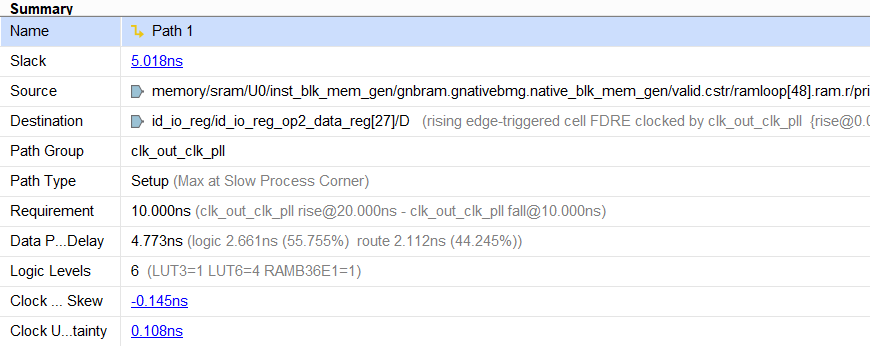 Summary
Name Path 1
Slack 5.018ns
Source memory/sram/U0/inst_blk_mem_gen/gnbram.gnativebmg.native_blk_mem_gen/valid.cstr/ramloop[48].ram.r/pri
Destination id_io_reg/id_io_reg_op2_data_reg[27]/D (rising edge-triggered cell FDRE clocked by clk_out_clk_pll {rise@0.0
Path Group clk_out_clk_pll
Path Type Setup (Max at Slow Process Corner)
Requirement 10.000ns (clk_out_clk_pll rise@20.000ns - clk_out_clk_pll fall@10.000ns)
Data P...Delay 4.773ns (logic 2.661ns (55.755%) route 2.112ns (44.245%))
Logic Levels 6 (LUT3=1 LUT6=4 RAMB36E1=1)
Clock ... Skew -0.145ns
Clock U...tainty 0.108ns